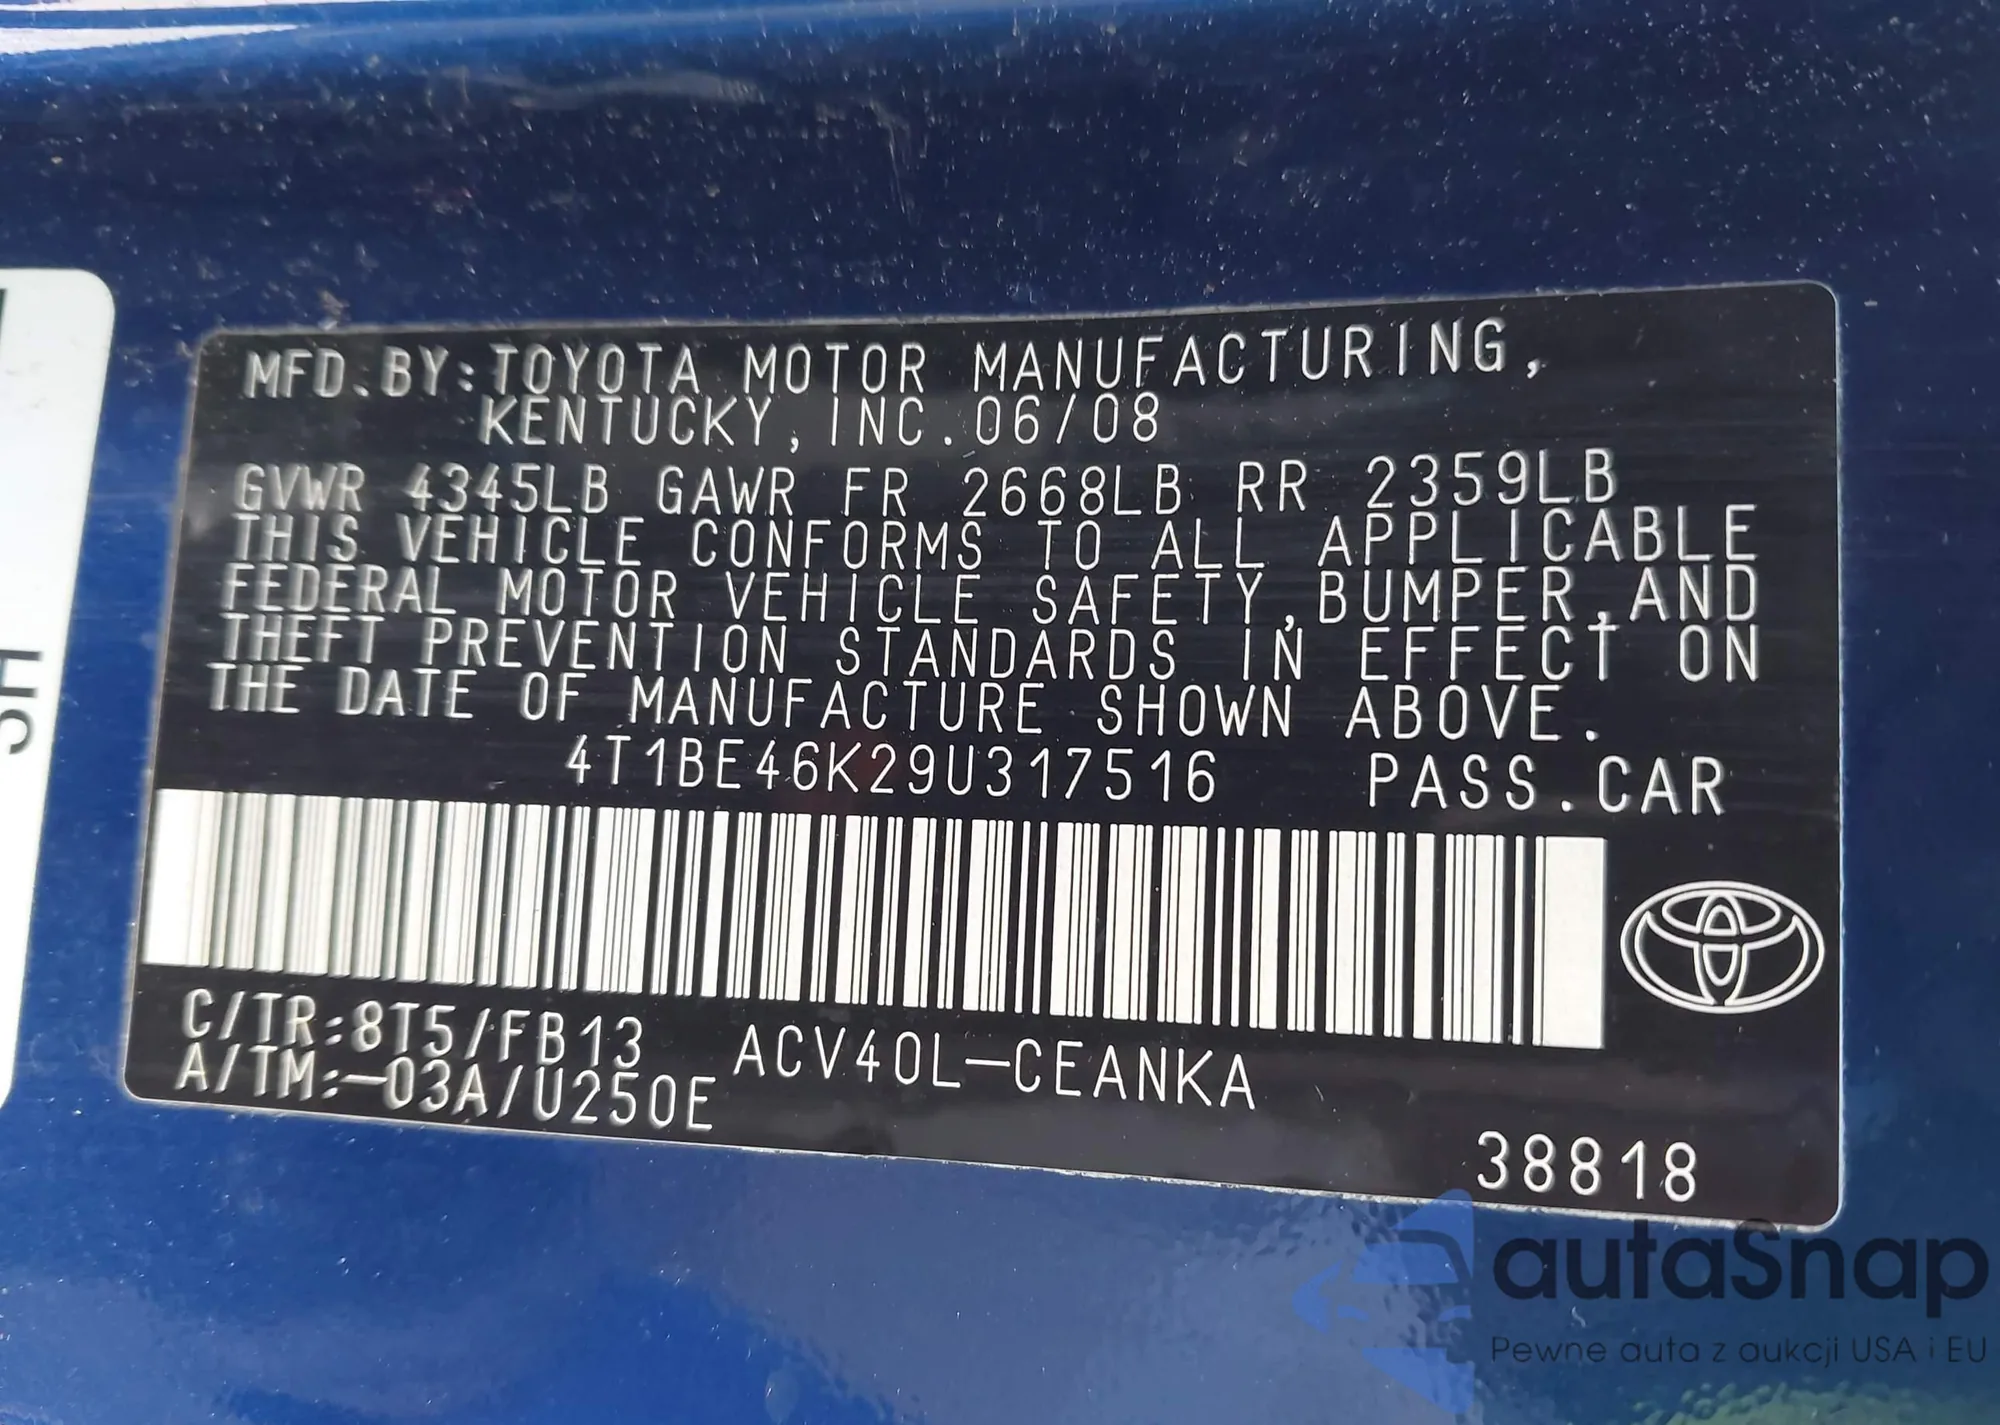 MFD.BY:TOYOTA MOTOR MANUFACTURING,
KENTUCKY,INC.06/08
GVWR 4345LB GAWR FR 2668LB RR 2359LB
THIS VEHICLE CONFORMS TO ALL APPLICABLE
FEDERAL MOTOR VEHICLE SAFETY,BUMPER,AND
THEFT PREVENTION STANDARDS IN EFFECT ON
THE DATE OF MANUFACTURE SHOWN ABOVE.
4T1BE46K29U317516 PASS.CAR
C/TR:8T5/FB13 ACV40L-CEANKA
A/TM:-03A/U250E
38818
SH
autaSnap
Pewne auta z aukcji USA i EU